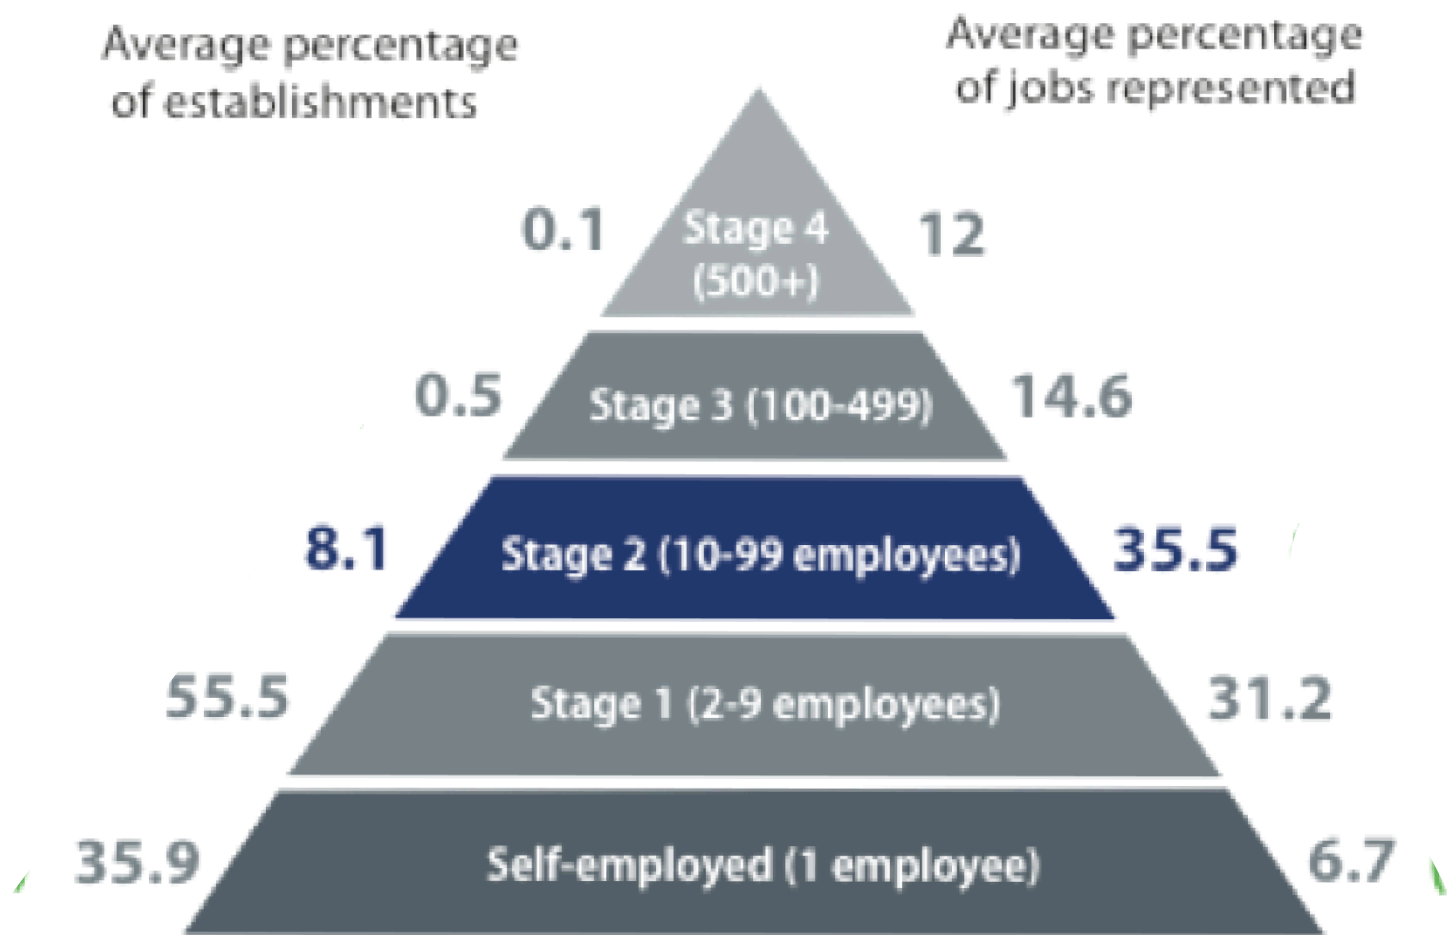 Average percentage
of establishments
Average percentage
of jobs represented
0.1
Stage 4
(500+)
12
0.5
Stage 3 (100-499)
14.6
8.1
Stage 2 (10-99 employees)
35.5
55.5
Stage 1 (2-9 employees)
31.2
35.9
Self-employed (1 employee)
6.7